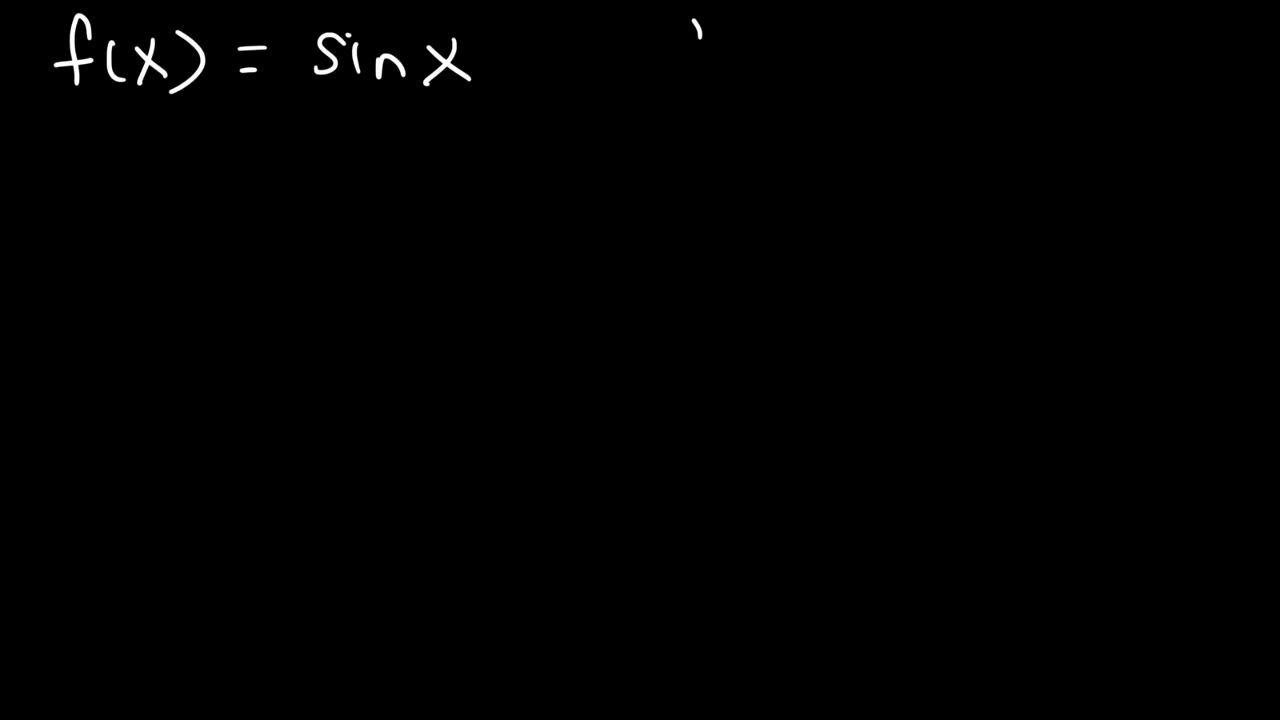 f(x) = sin x